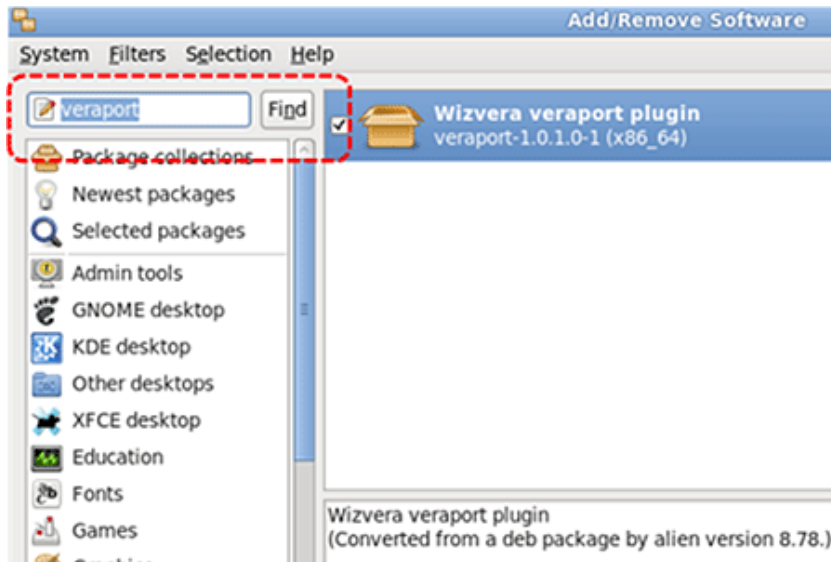 Add/Remove Software
System Filters Selection Help
veraport Find
Wizvera veraport plugin
veraport-1.0.1.0-1 (x86_64)
Package collections
Newest packages
Selected packages
Admin tools
GNOME desktop
KDE desktop
Other desktops
XFCE desktop
Education
Fonts
Games
Wizvera veraport plugin
(Converted from a deb package by alien version 8.78.)